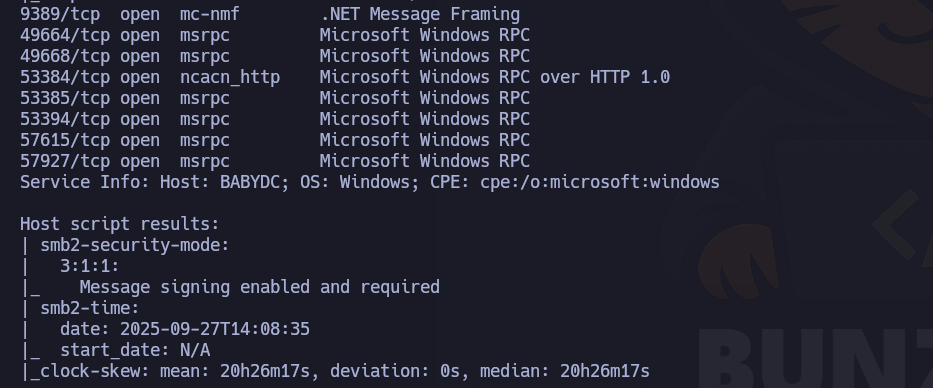 9389/tcp open  mc-nmf        .NET Message Framing
49664/tcp open  msrpc         Microsoft Windows RPC
49668/tcp open  msrpc         Microsoft Windows RPC
53384/tcp open  ncacn_http    Microsoft Windows RPC over HTTP 1.0
53385/tcp open  msrpc         Microsoft Windows RPC
53394/tcp open  msrpc         Microsoft Windows RPC
57615/tcp open  msrpc         Microsoft Windows RPC
57927/tcp open  msrpc         Microsoft Windows RPC
Service Info: Host: BABYDC; OS: Windows; CPE: cpe:/o:microsoft:windows

Host script results:
| smb2-security-mode:
|   3:1:1:
|_    Message signing enabled and required
| smb2-time:
|   date: 2025-09-27T14:08:35
|_  start_date: N/A
|_clock-skew: mean: 20h26m17s, deviation: 0s, median: 20h26m17s